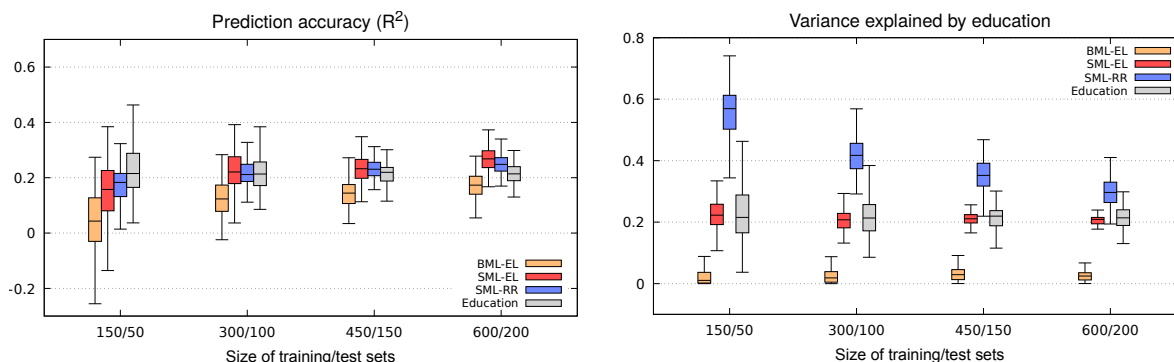 Prediction accuracy (R²)
0.6
0.4
0.2
0
-0.2
BML-EL
SML-EL
SML-RR
Education
150/50 300/100 450/150 600/200
Size of training/test sets
Variance explained by education
0.8
0.6
0.4
0.2
0
BML-EL
SML-EL
SML-RR
Education
150/50 300/100 450/150 600/200
Size of training/test sets